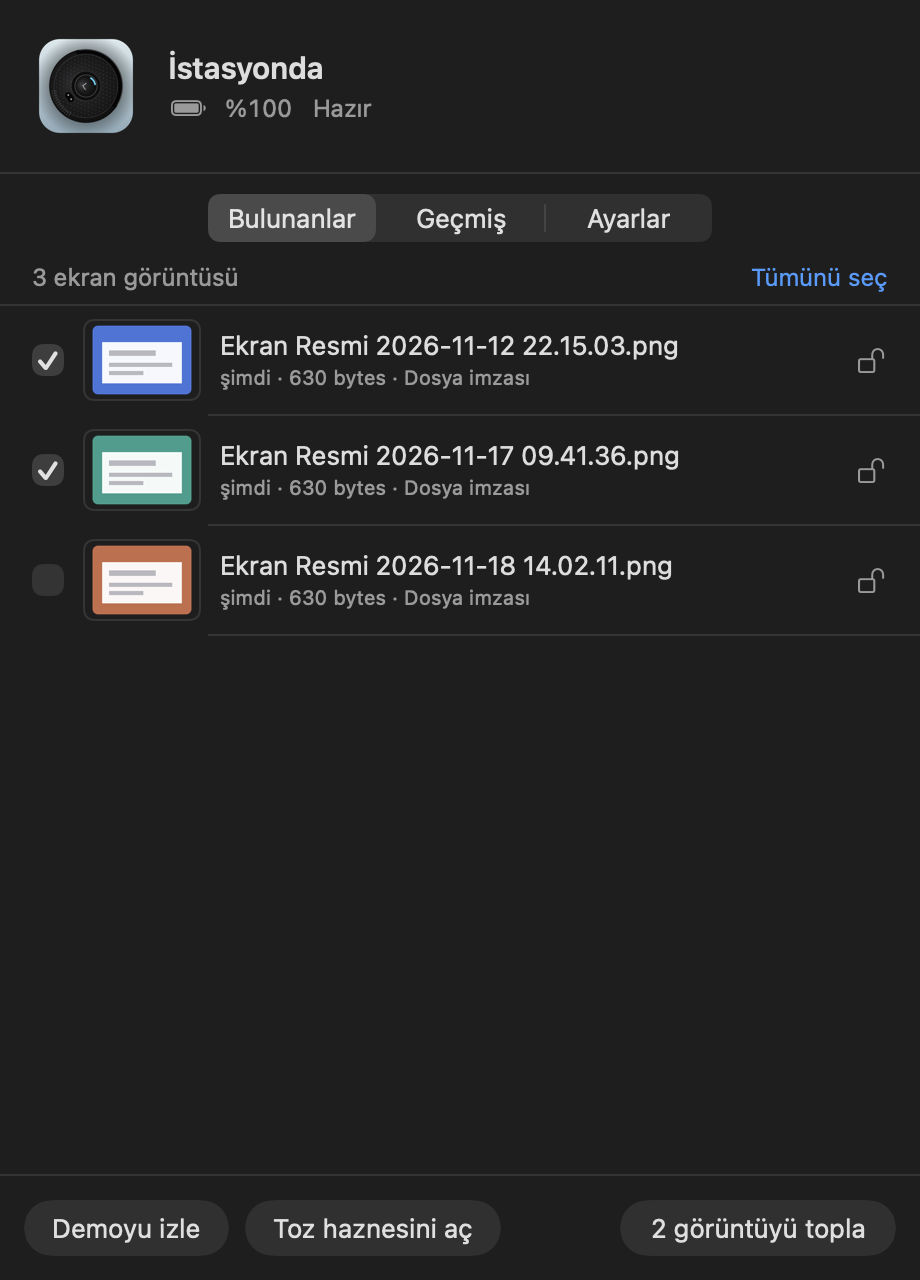 İstasyonda
%100 Hazır
Bulunanlar Geçmiş Ayarlar
3 ekran görüntüsü Tümünü seç
Ekran Resmi 2026-11-12 22.15.03.png
şimdi · 630 bytes · Dosya imzası
Ekran Resmi 2026-11-17 09.41.36.png
şimdi · 630 bytes · Dosya imzası
Ekran Resmi 2026-11-18 14.02.11.png
şimdi · 630 bytes · Dosya imzası
Demoyu izle Toz haznesini aç 2 görüntüyü topla